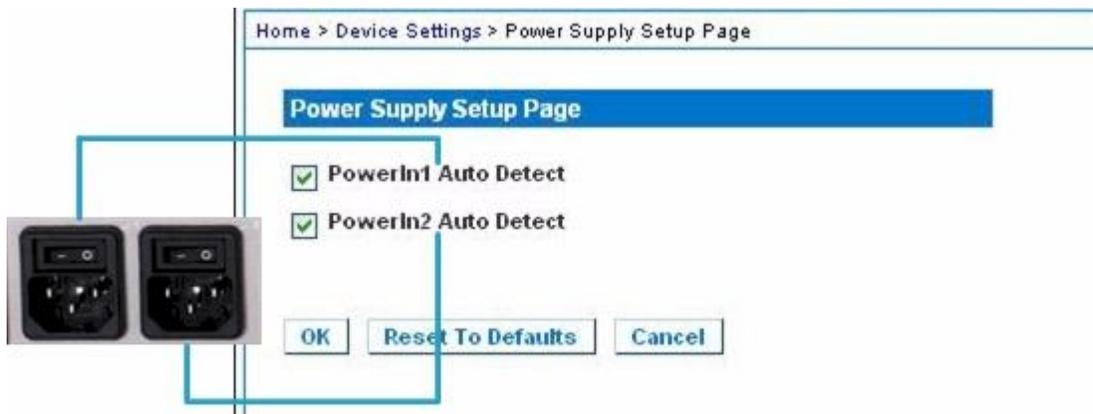 Home > Device Settings > Power Supply Setup Page
Power Supply Setup Page
PowerIn1 Auto Detect
PowerIn2 Auto Detect
OK Reset To Defaults Cancel